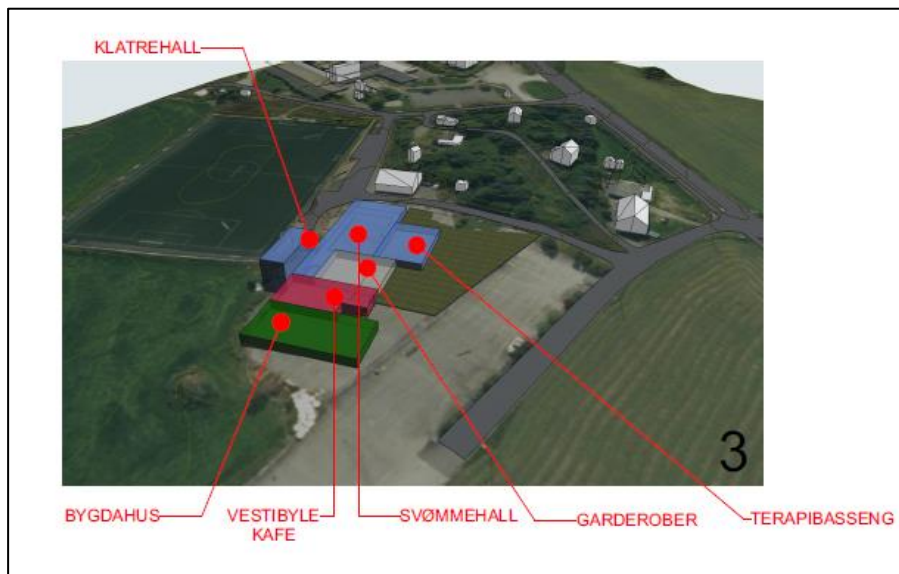 KLATREHALL
3
BYGDAHUS
VESTIBYLE
KAFE
SVØMMEHALL
GARDEROBER
TERAPIBASSENG